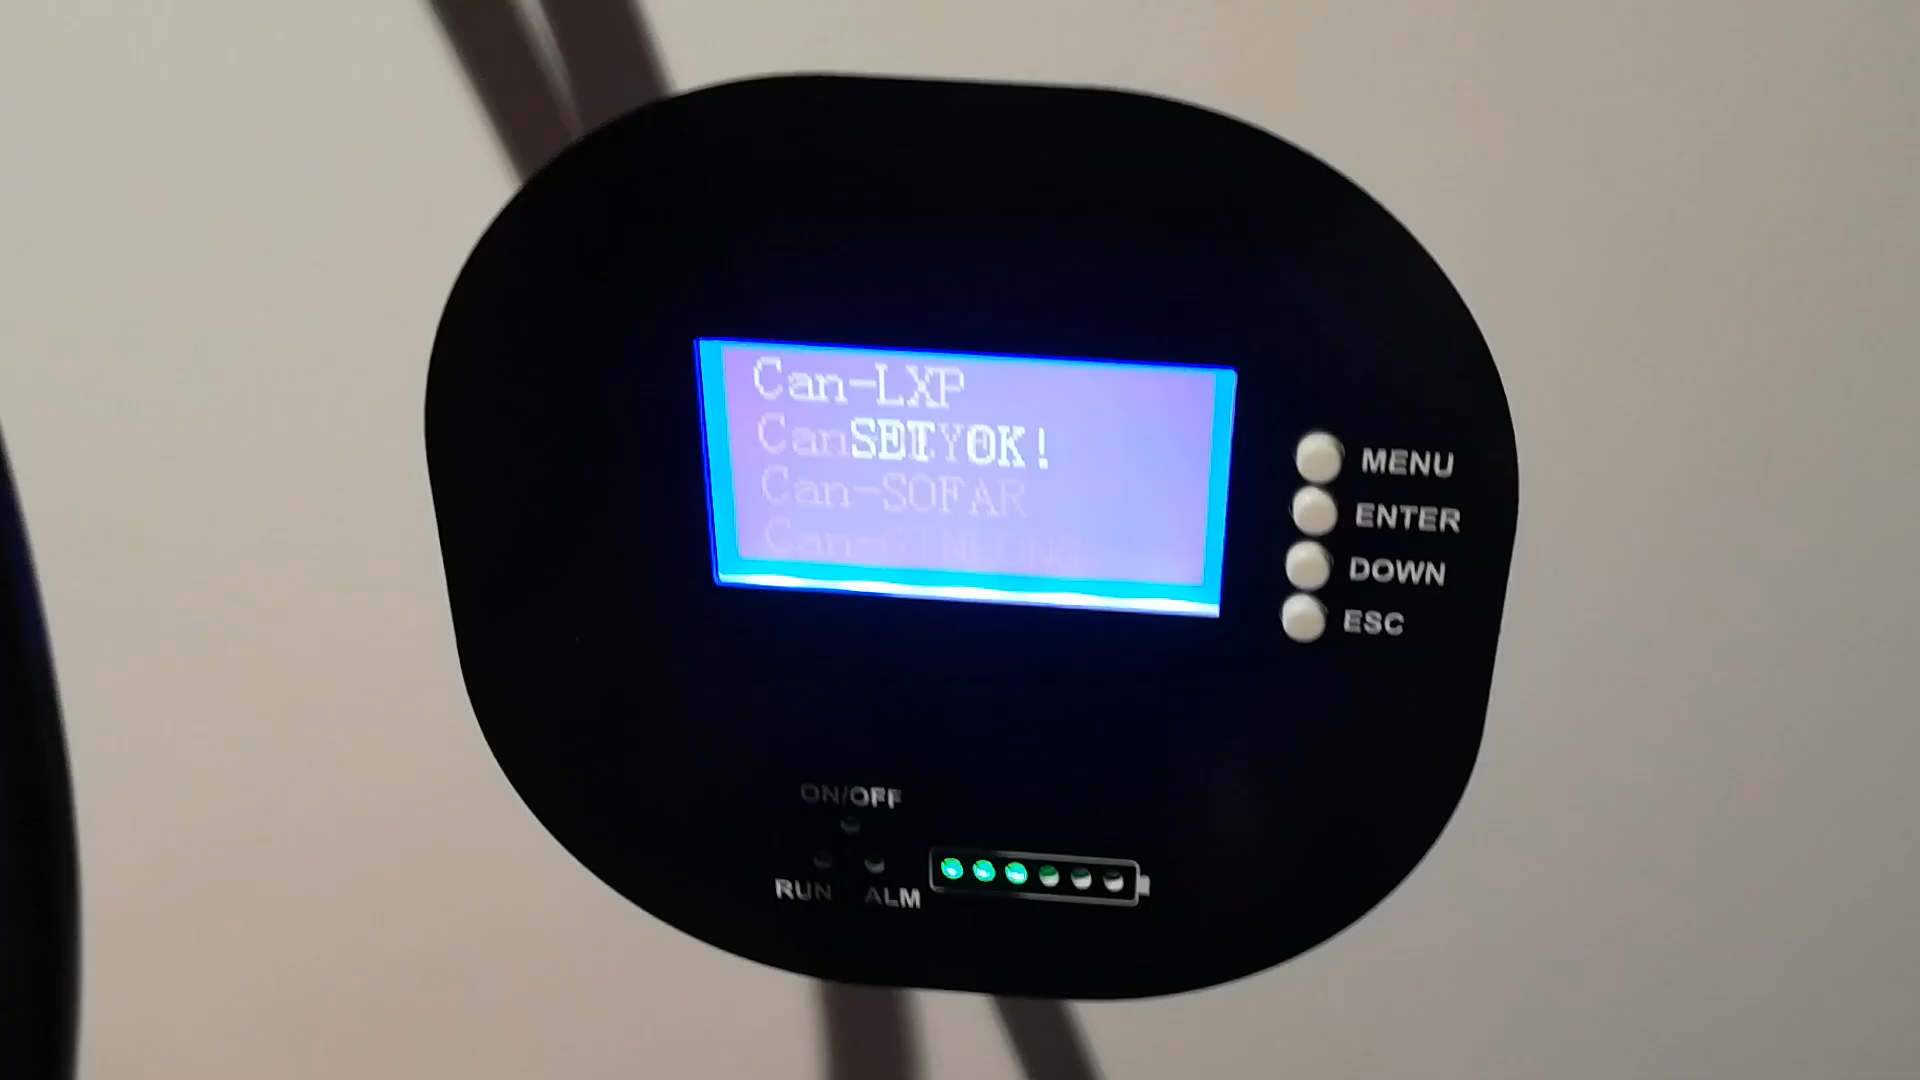 Can-LXP
SET OK!
Can-SOFAR
MENU
ENTER
DOWN
ESC
ON/OFF
RUN
ALM